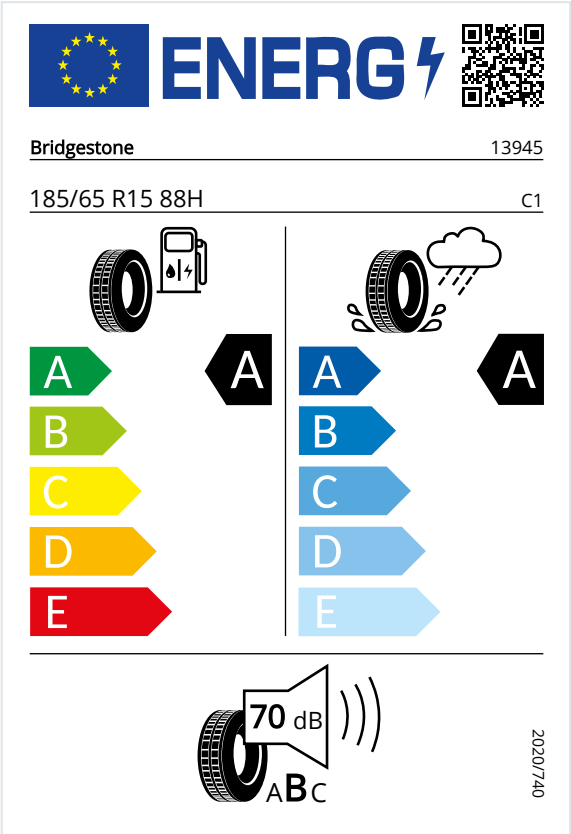 ENERG
Bridgestone 13945
185/65 R15 88H C1
A A A A
B B
C C
D D
E E
70 dB
ABC
2020/740